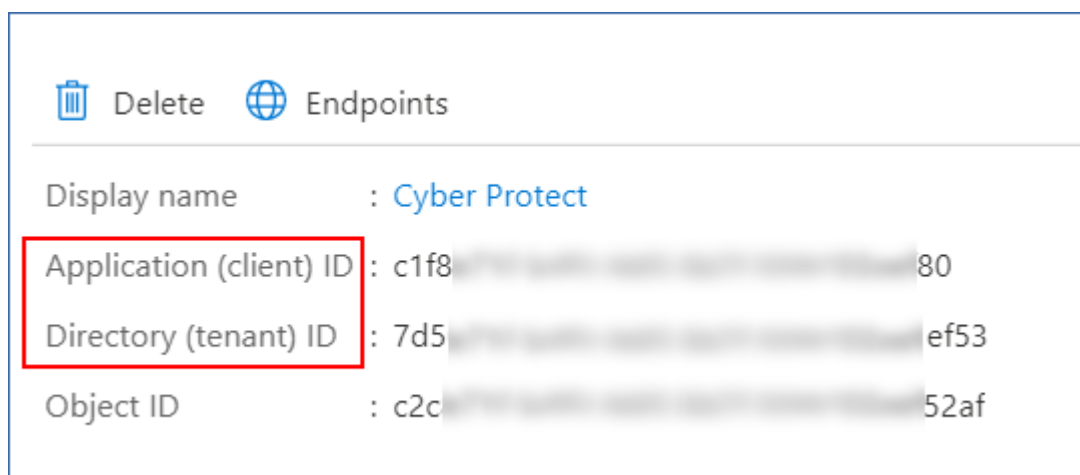 Delete Endpoints
Display name : Cyber Protect
Application (client) ID : c1f8 80
Directory (tenant) ID : 7d5 ef53
Object ID : c2c 52af